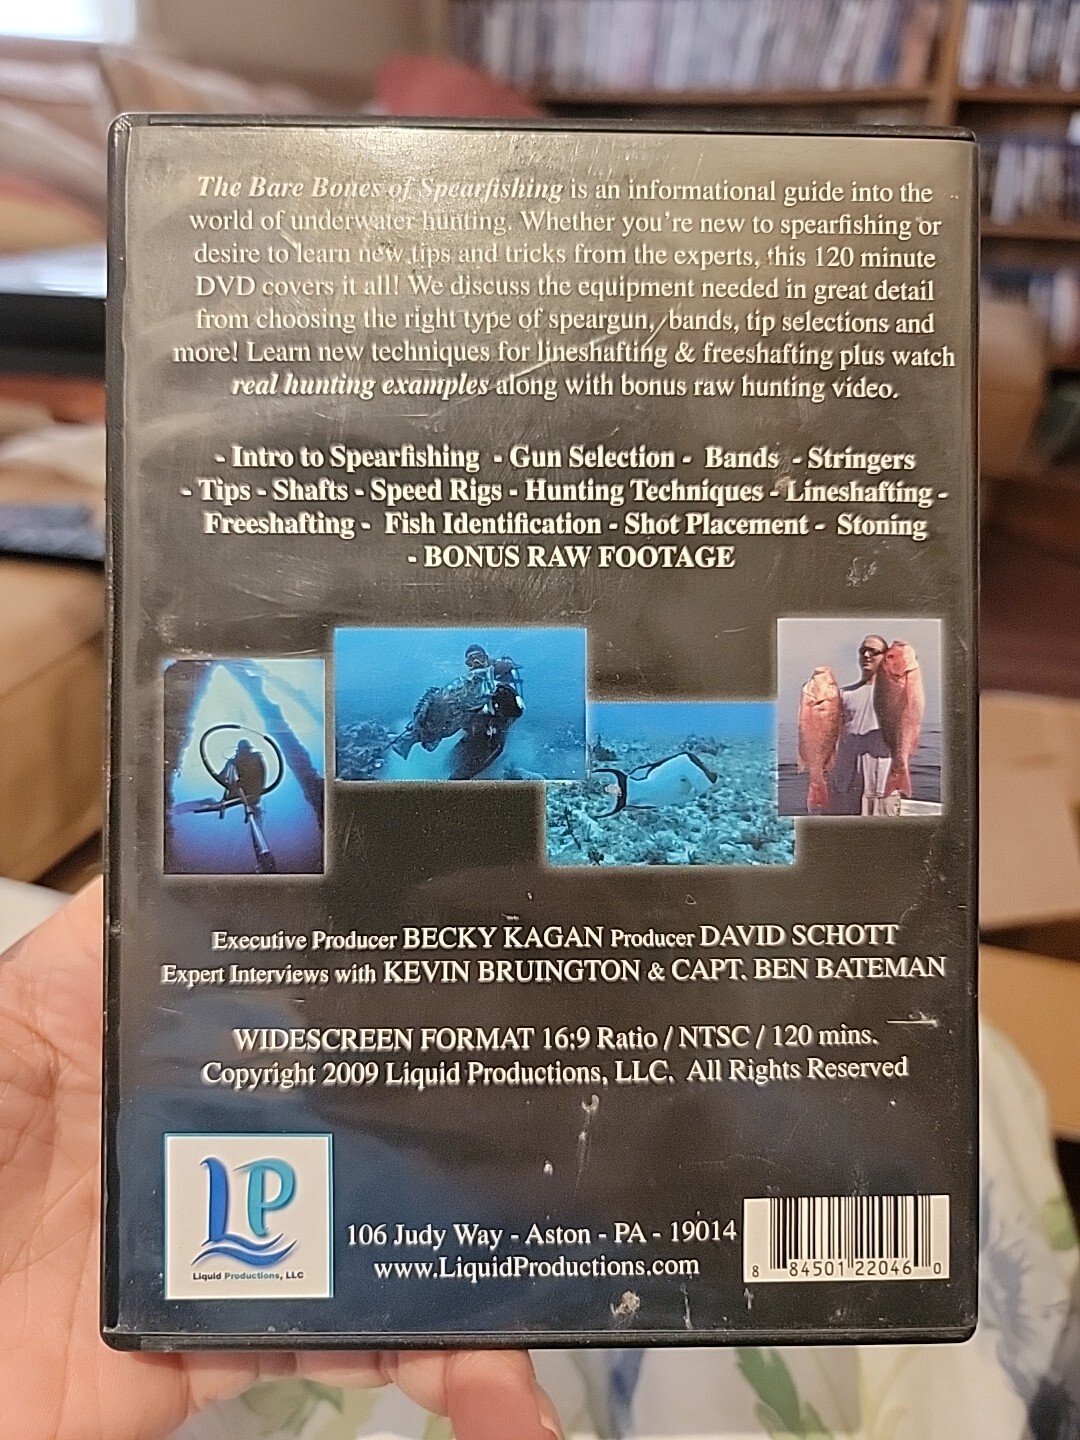 The Bare Bones of Spearfishing is an informational guide into the
world of underwater hunting. Whether you're new to spearfishing or
desire to learn new tips and tricks from the experts, this 120 minute
DVD covers it all! We discuss the equipment needed in great detail
from choosing the right type of speargun, bands, tip selections and
more! Learn new techniques for lineshafting & freeshafting plus watch
real hunting examples along with bonus raw hunting video.
- Intro to Spearfishing - Gun Selection - Bands - Stringers
- Tips - Shafts - Speed Rigs - Hunting Techniques - Lineshafting -
Freeshafting - Fish Identification - Shot Placement - Stoning
- BONUS RAW FOOTAGE
Executive Producer BECKY KAGAN Producer DAVID SCHOTT
Expert Interviews with KEVIN BRUINGTON & CAPT. BEN BATEMAN
WIDESCREEN FORMAT 16:9 Ratio / NTSC / 120 mins.
Copyright 2009 Liquid Productions, LLC. All Rights Reserved
LP
Liquid Productions, LLC
106 Judy Way - Aston - PA - 19014
www.LiquidProductions.com
8 84501 22046 0